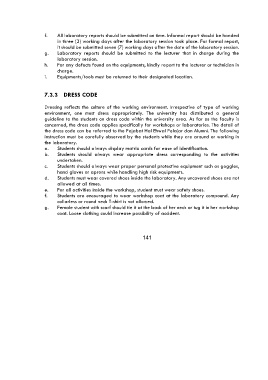 f. All laboratory reports should be submitted on time. Informal report should be handed
in three (3) working days after the laboratory session took place. For formal report,
it should be submitted seven (7) working days after the date of the laboratory session.
g. Laboratory reports should be submitted to the lecturer that in charge during the
laboratory session.
h. For any defects found on the equipments, kindly report to the lecturer or technician in
charge.
i. Equipments/tools must be returned to their designated location.
7.3.3 DRESS CODE
Dressing reflects the culture of the working environment. Irrespective of type of working
environment, one must dress appropriately. The university has distributed a general
guideline to the students on dress code within the university area. As far as the faculty is
concerned, the dress code applies specifically for workshops or laboratories. The detail of
the dress code can be referred to the Pejabat Hal Ehwal Pelajar dan Alumni. The following
instruction must be carefully observed by the students while they are around or working in
the laboratory.
a. Students should always display matric cards for ease of identification.
b. Students should always wear appropriate dress corresponding to the activities
undertaken.
c. Students should always wear proper personal protective equipment such as goggles,
hand gloves or aprons while handling high risk equipments.
d. Students must wear covered shoes inside the laboratory. Any uncovered shoes are not
allowed at all times.
e. For all activities inside the workshop, student must wear safety shoes.
f. Students are encouraged to wear workshop coat at the laboratory compound. Any
collarless or round neck T-shirt is not allowed.
g. Female student with scarf should tie it at the back of her neck or tug it in her workshop
coat. Loose clothing could increase possibility of accident.
141